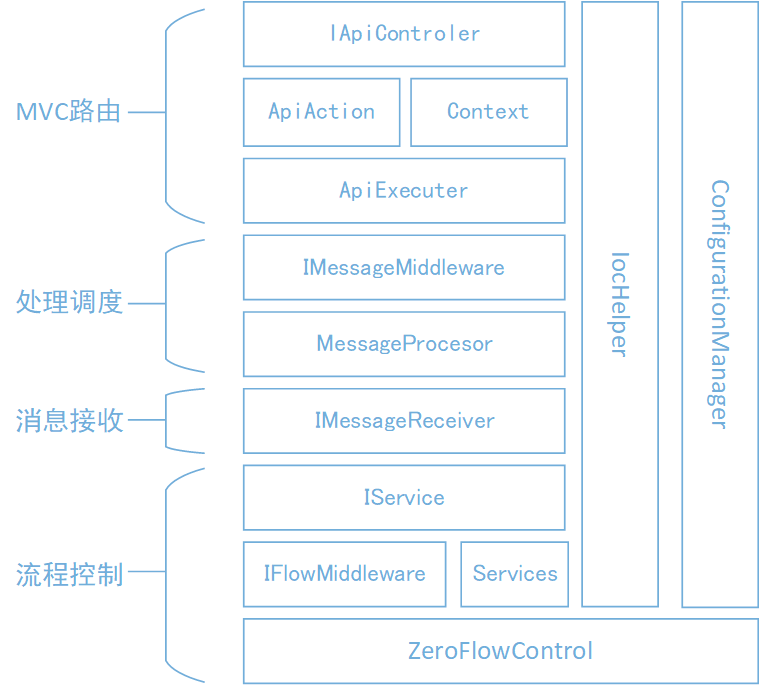 IApiControler
MVC路由
ApiAction
Context
ApiExecuter
处理调度
IMessageMiddleware
MessageProcesor
消息接收
IMessageReceiver
流程控制
IService
IFlowMiddleware
Services
ZeroFlowControl
IocHelper
ConfigurationManager